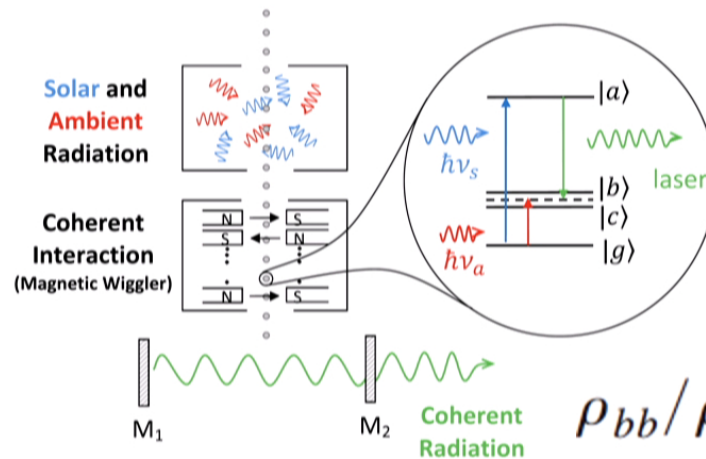 Solar and
Ambient
Radiation
Coherent
Interaction
(Magnetic Wiggler)
N S
S N
N S
|a⟩
ħν_s
laser
|b⟩
|c⟩
ħν_a
|g⟩
M₁
M₂
Coherent
Radiation
ρ_bb/